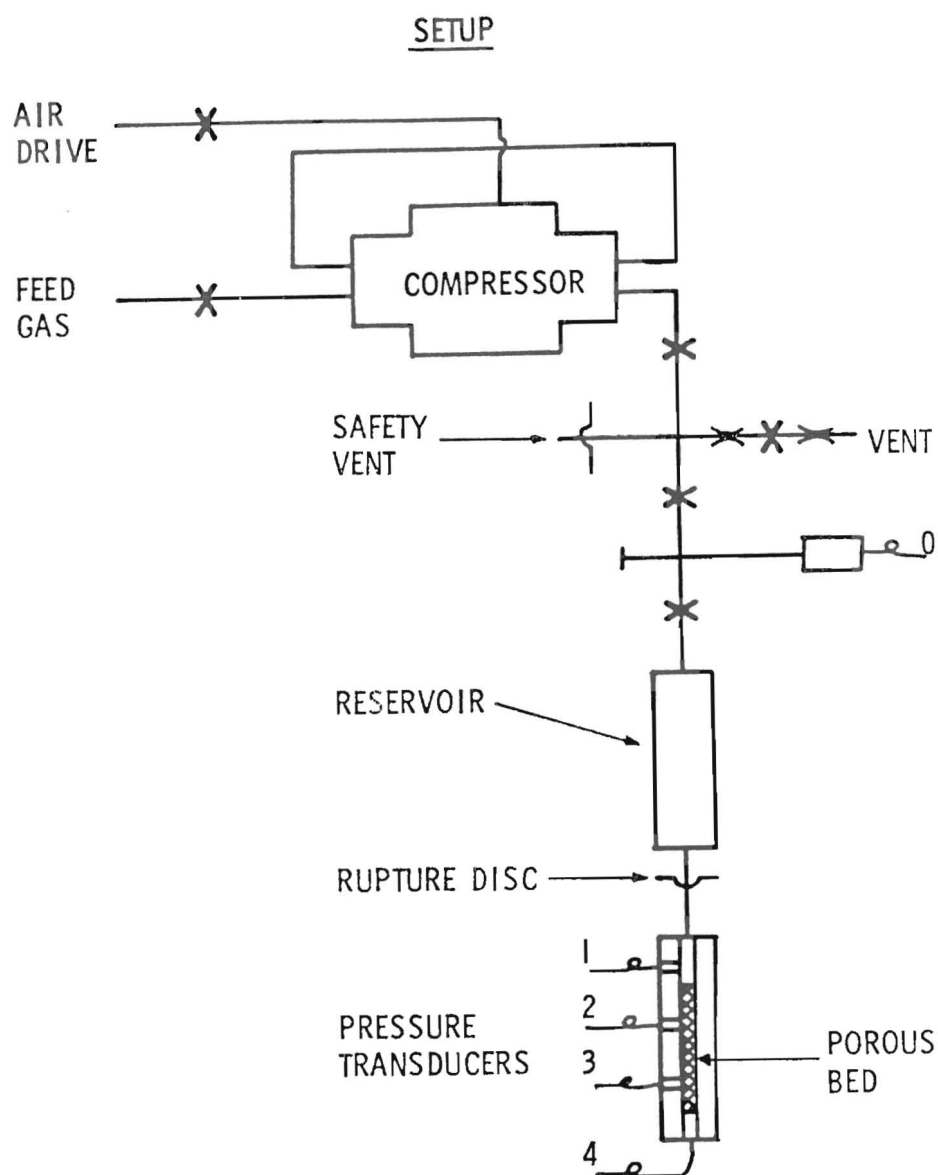 SETUP
AIR
DRIVE
FEED
GAS
COMPRESSOR
SAFETY
VENT
VENT
0
RESERVOIR
RUPTURE DISC
1
2
PRESSURE
TRANSDUCERS
3
POROUS
BED
4